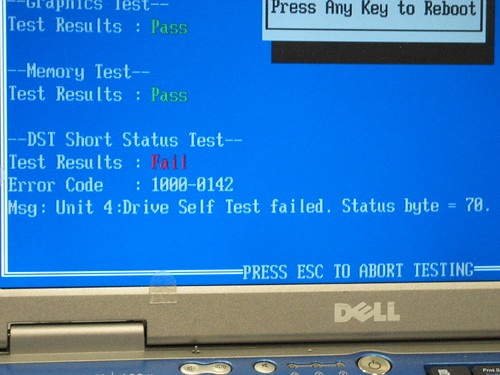 --Graphics Test--
Press Any Key to Reboot
Test Results : Pass
--Memory Test--
Test Results : Pass
--DST Short Status Test--
Test Results : Fail
Error Code : 1000-0142
Msg: Unit 4:Drive Self Test failed. Status byte = 70.
PRESS ESC TO ABORT TESTING
DELL